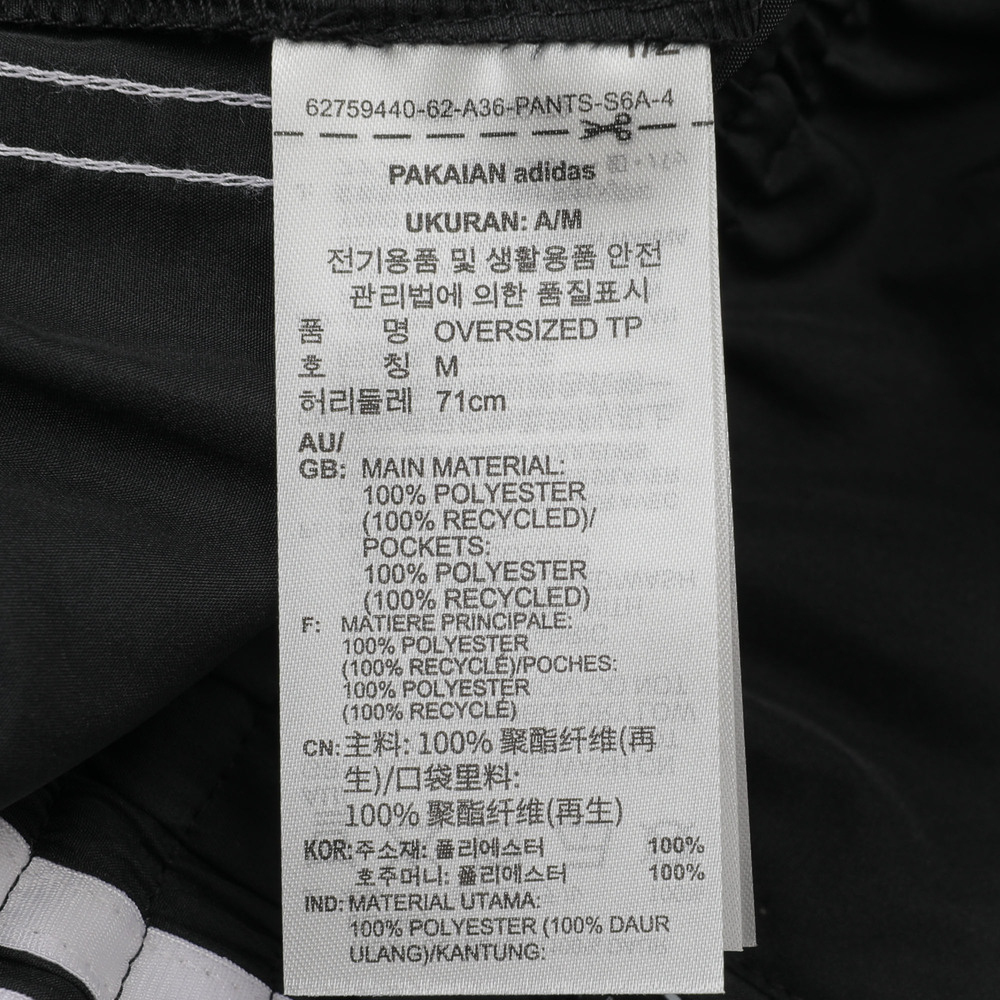 62759440-62-A36-PANTS-S6A-4
PAKAIAN adidas
UKURAN: A/M
전기용품 및 생활용품 안전
관리법에 의한 품질표시
품 명 OVERSIZED TP
호 칭 M
허리둘레 71cm
AU/
GB: MAIN MATERIAL:
100% POLYESTER
(100% RECYCLED)/
POCKETS:
100% POLYESTER
(100% RECYCLED)
F: MATIERE PRINCIPALE:
100% POLYESTER
(100% RECYCLÉ)/POCHES:
100% POLYESTER
(100% RECYCLÉ)
CN: 主料: 100% 聚酯纤维(再
生)/口袋里料:
100% 聚酯纤维(再生)
KOR: 주소재: 폴리에스터 100%
호주머니: 폴리에스터 100%
IND: MATERIAL UTAMA:
100% POLYESTER (100% DAUR
ULANG)/KANTUNG: